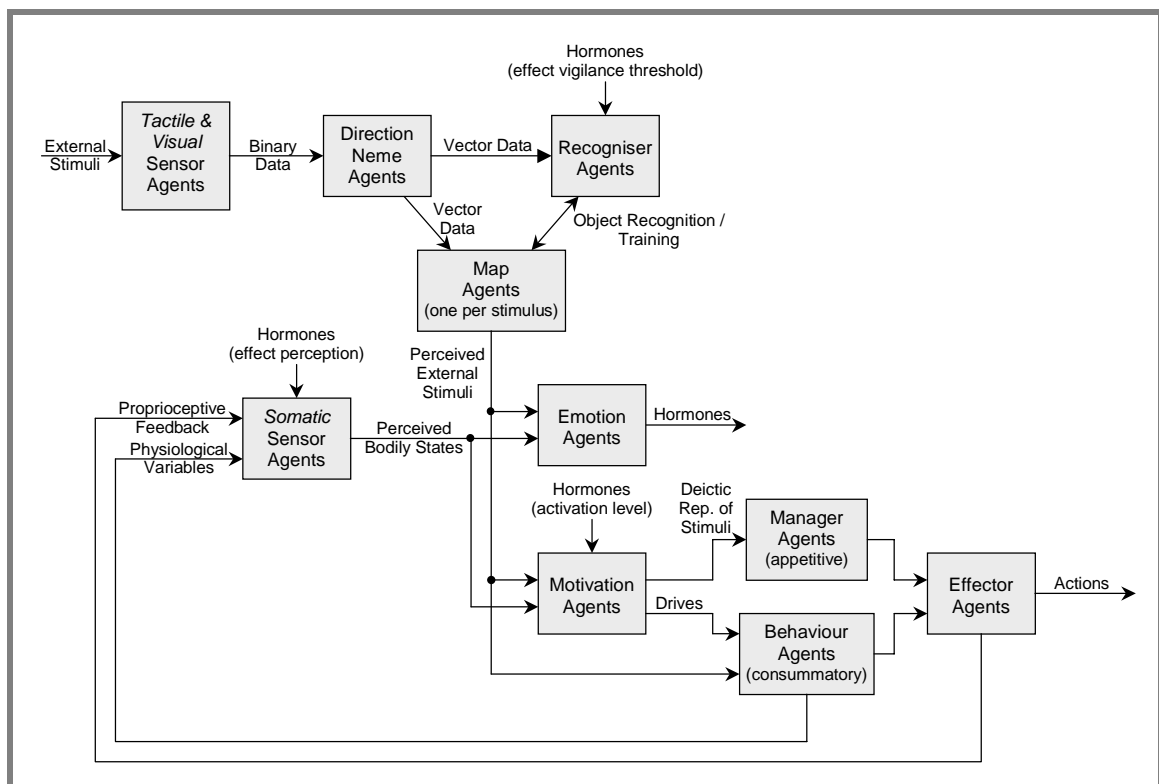 Hormones
(effect vigilance threshold)
Tactile &
Visual
Sensor
Agents
External
Stimuli
Binary
Data
Direction
Neme
Agents
Vector Data
Recogniser
Agents
Vector
Data
Object Recognition /
Training
Map
Agents
(one per stimulus)
Hormones
(effect perception)
Perceived
External
Stimuli
Proprioceptive
Feedback
Physiological
Variables
Somatic
Sensor
Agents
Perceived
Bodily States
Emotion
Agents
Hormones
Hormones
(activation level)
Deictic
Rep. of
Stimuli
Manager
Agents
(appetitive)
Motivation
Agents
Drives
Behaviour
Agents
(consummatory)
Effector
Agents
Actions